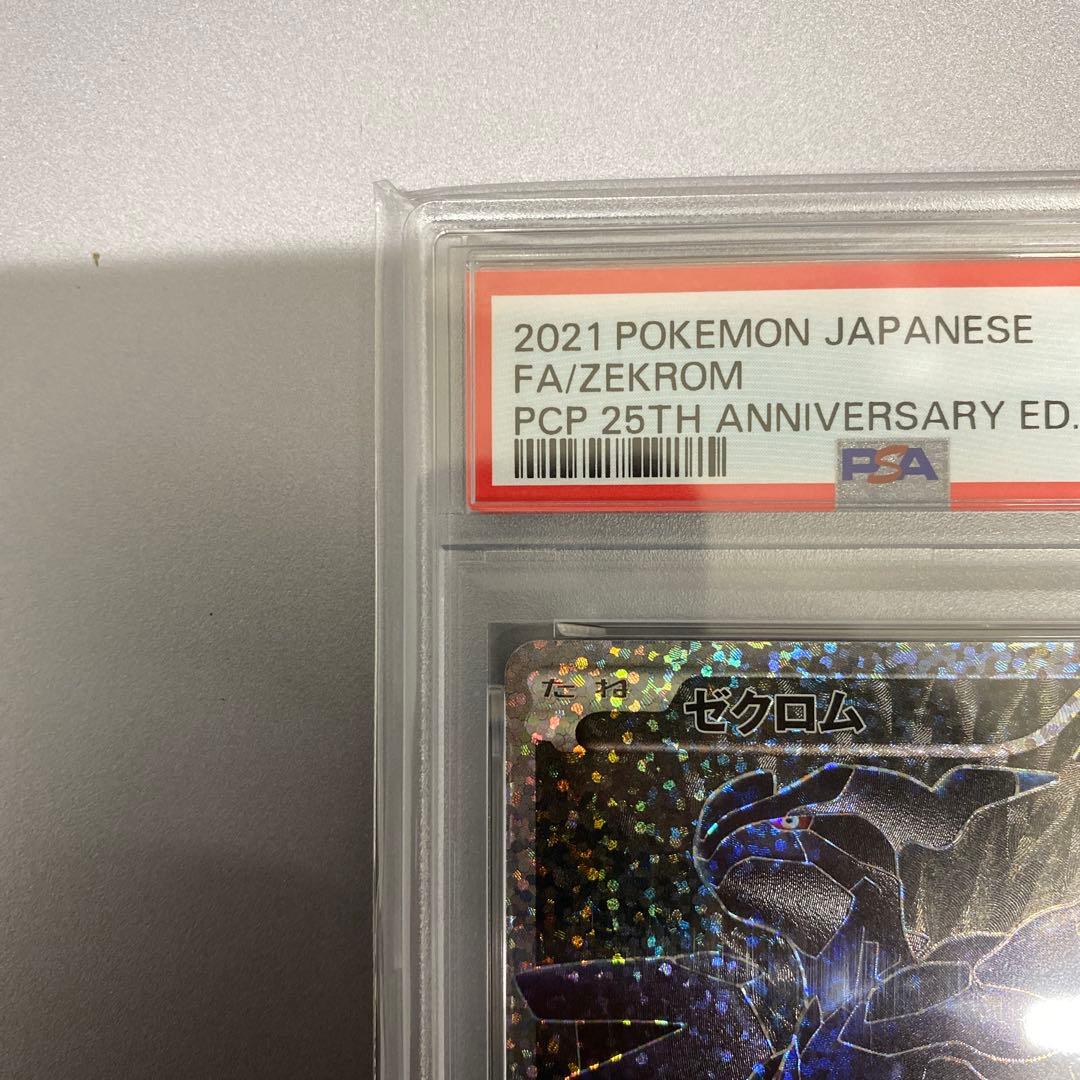 2021 POKEMON JAPANESE
FA/ZEKROM
PCP 25TH ANNIVERSARY ED.
PSA
たね ゼクロム